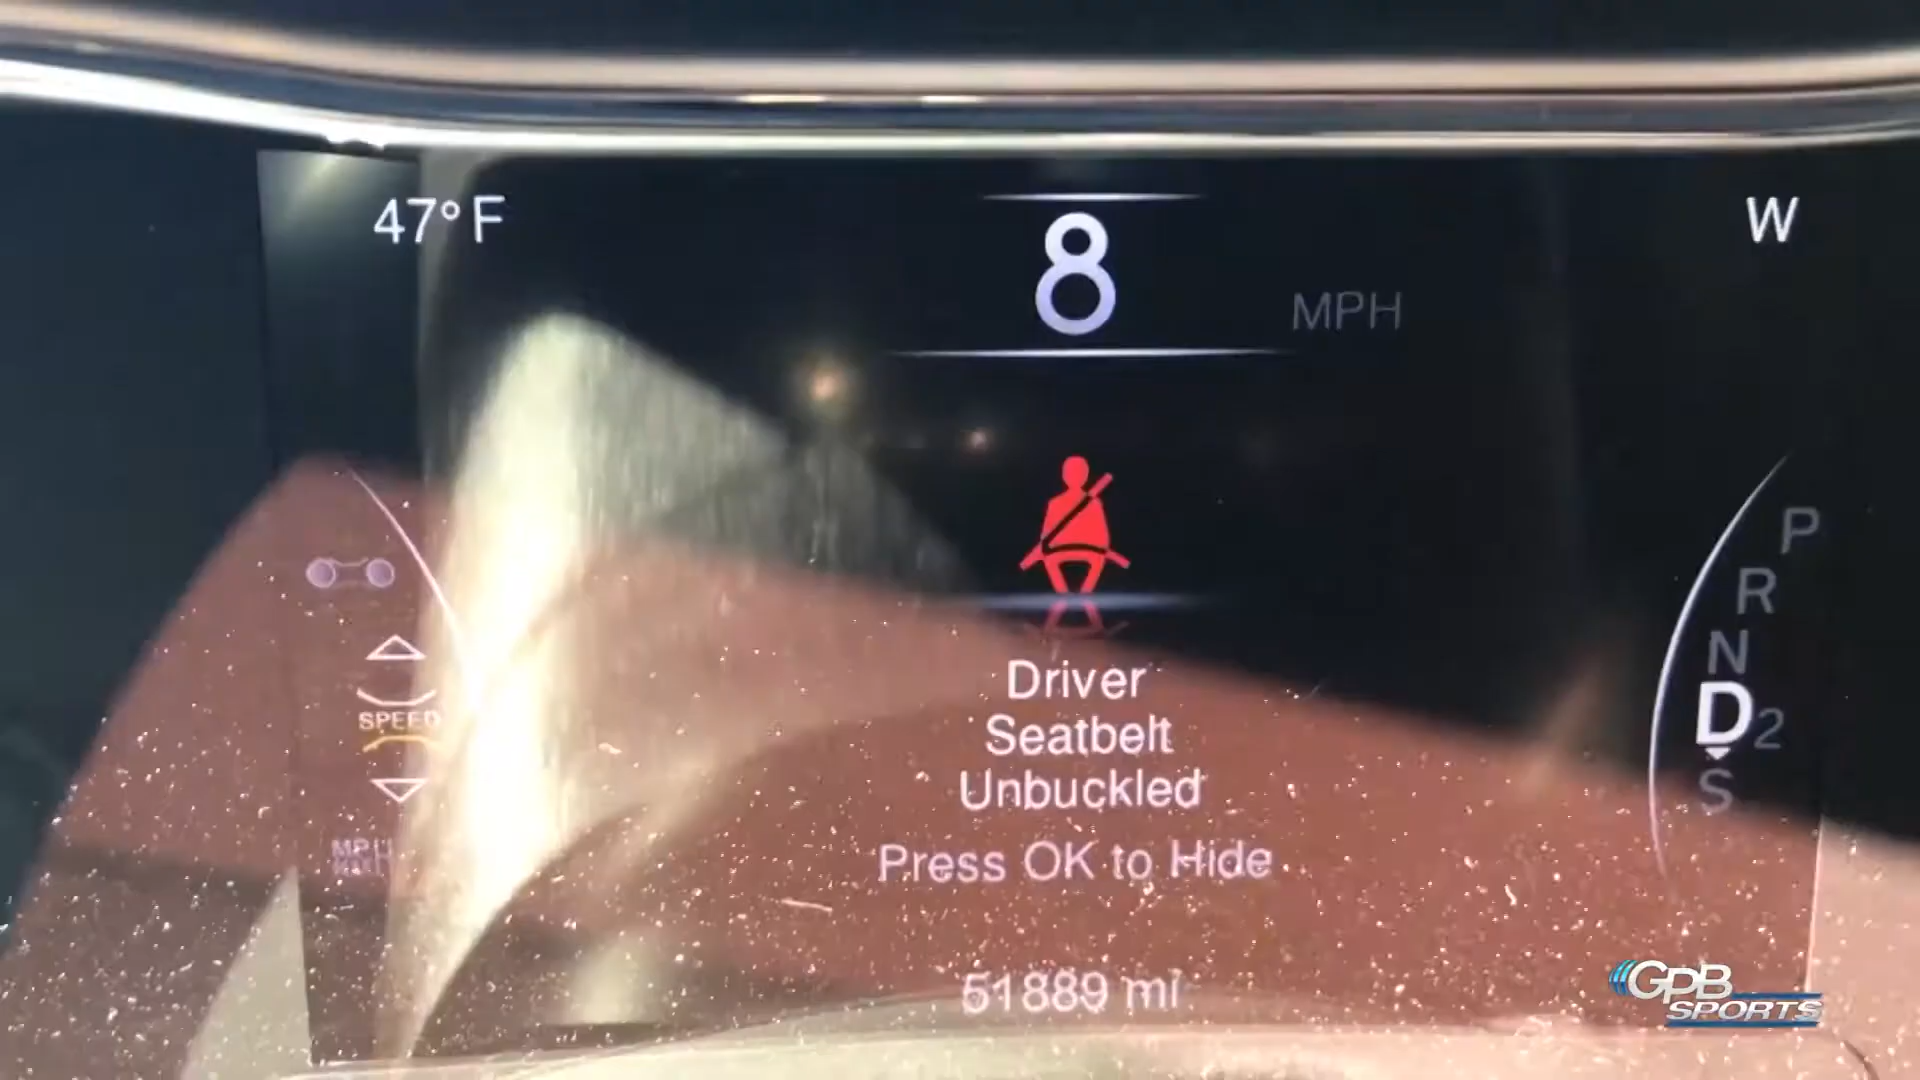 47° F
8
W
MPH
P
R
N
D 2
S
SPEED
Driver
Seatbelt
Unbuckled
Press OK to Hide
51889 mi
GPB
SPORTS